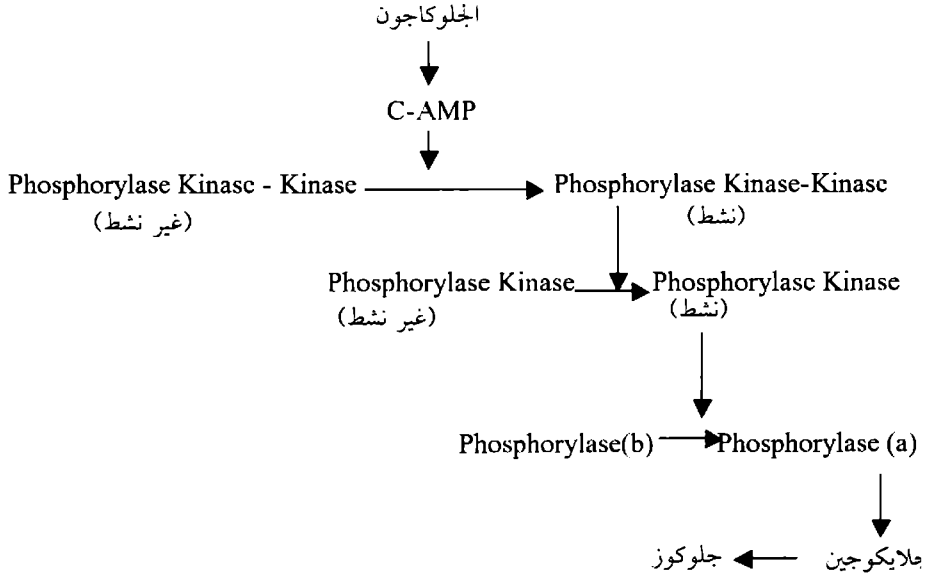 الجلوكاجون
C-AMP
Phosphorylase Kinasc - Kinase
Phosphorylase Kinase-Kinasc
(غير نشط)
(نشط)
Phosphorylase Kinase
Phosphorylasc Kinase
(غير نشط)
(نشط)
Phosphorylase(b)
Phosphorylase (a)
جلايكوجين
جلوكوز